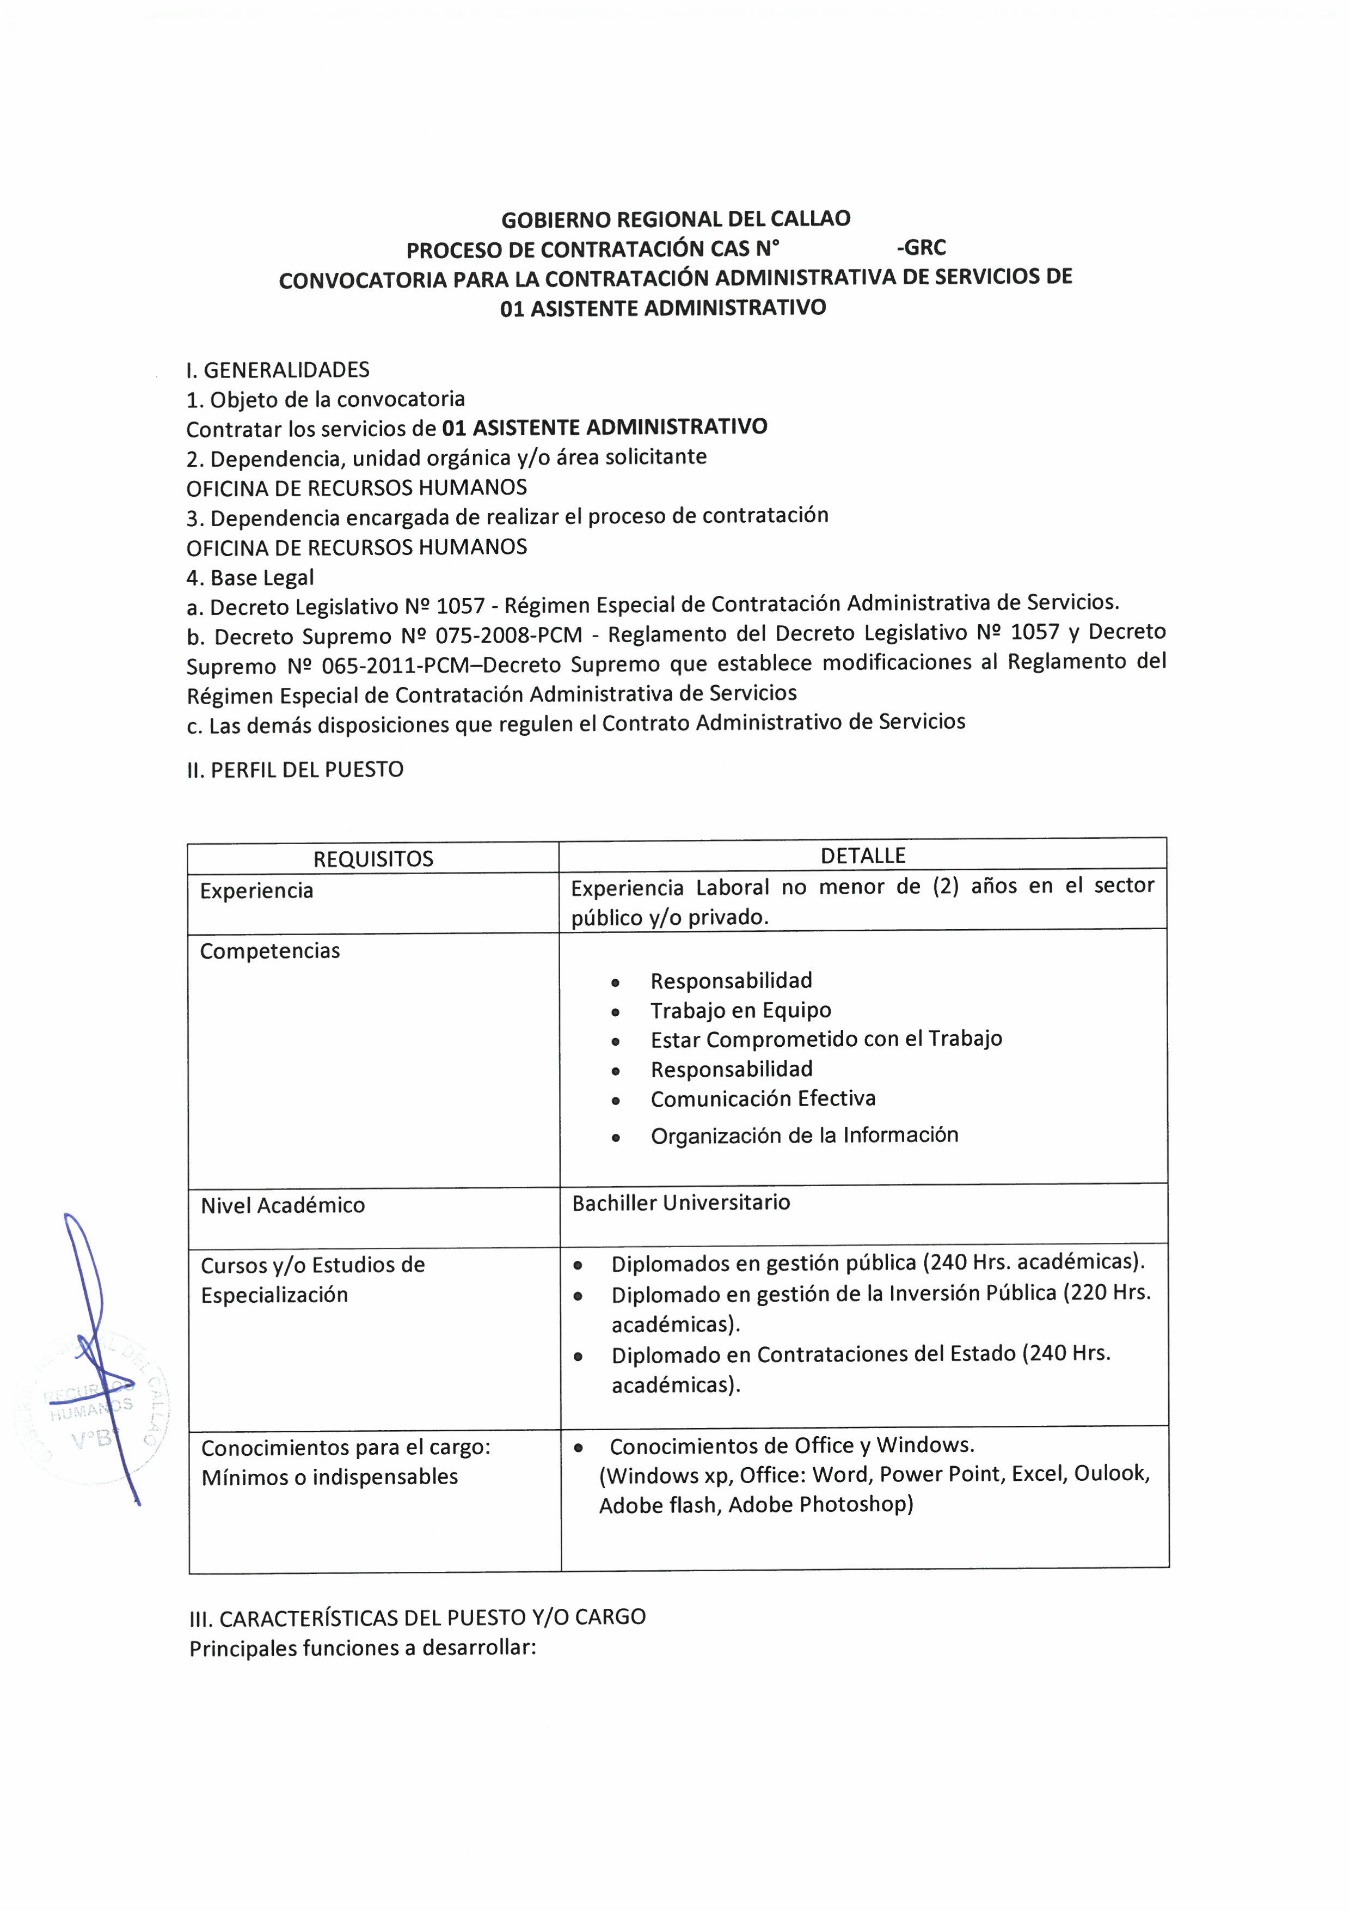 GOBIERNO REGIONAL DEL CALLAO
PROCESO DE CONTRATACIÓN CAS N° -GRC
CONVOCATORIA PARA LA CONTRATACIÓN ADMINISTRATIVA DE SERVICIOS DE
01 ASISTENTE ADMINISTRATIVO
I. GENERALIDADES
1. Objeto de la convocatoria
Contratar los servicios de 01 ASISTENTE ADMINISTRATIVO
2. Dependencia, unidad orgánica y/o área solicitante
OFICINA DE RECURSOS HUMANOS
3. Dependencia encargada de realizar el proceso de contratación
OFICINA DE RECURSOS HUMANOS
4. Base Legal
a. Decreto Legislativo Nº 1057 - Régimen Especial de Contratación Administrativa de Servicios.
b. Decreto Supremo Nº 075-2008-PCM - Reglamento del Decreto Legislativo Nº 1057 y Decreto
Supremo Nº 065-2011-PCM–Decreto Supremo que establece modificaciones al Reglamento del
Régimen Especial de Contratación Administrativa de Servicios
c. Las demás disposiciones que regulen el Contrato Administrativo de Servicios
II. PERFIL DEL PUESTO
REQUISITOS
DETALLE
Experiencia
Experiencia Laboral no menor de (2) años en el sector
público y/o privado.
Competencias
• Responsabilidad
• Trabajo en Equipo
• Estar Comprometido con el Trabajo
• Responsabilidad
• Comunicación Efectiva
• Organización de la Información
Nivel Académico
Bachiller Universitario
Cursos y/o Estudios de
Especialización
• Diplomados en gestión pública (240 Hrs. académicas).
• Diplomado en gestión de la Inversión Pública (220 Hrs.
académicas).
• Diplomado en Contrataciones del Estado (240 Hrs.
académicas).
Conocimientos para el cargo:
Mínimos o indispensables
• Conocimientos de Office y Windows.
(Windows xp, Office: Word, Power Point, Excel, Oulook,
Adobe flash, Adobe Photoshop)
III. CARACTERÍSTICAS DEL PUESTO Y/O CARGO
Principales funciones a desarrollar:
DEL CALLAO
RECURSOS
HUMANOS
V°B°